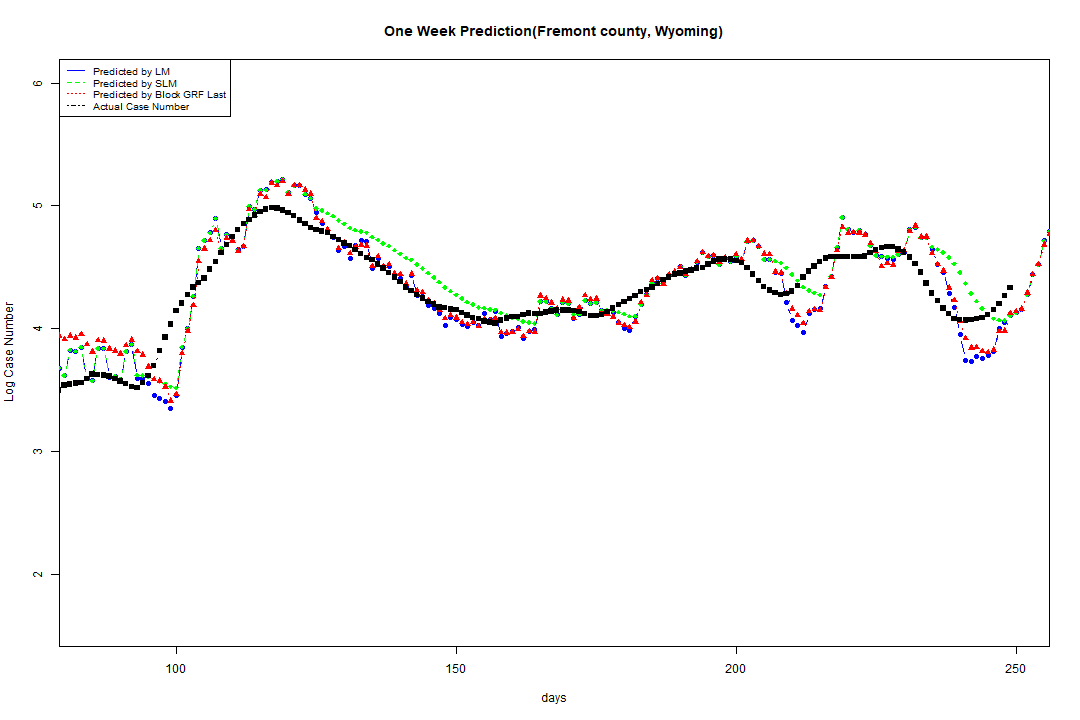 One Week Prediction(Fremont county, Wyoming)
Predicted by LM
Predicted by SLM
Predicted by Block GRF Last
Actual Case Number
6
5
4
3
2
Log Case Number
100 150 200 250
days